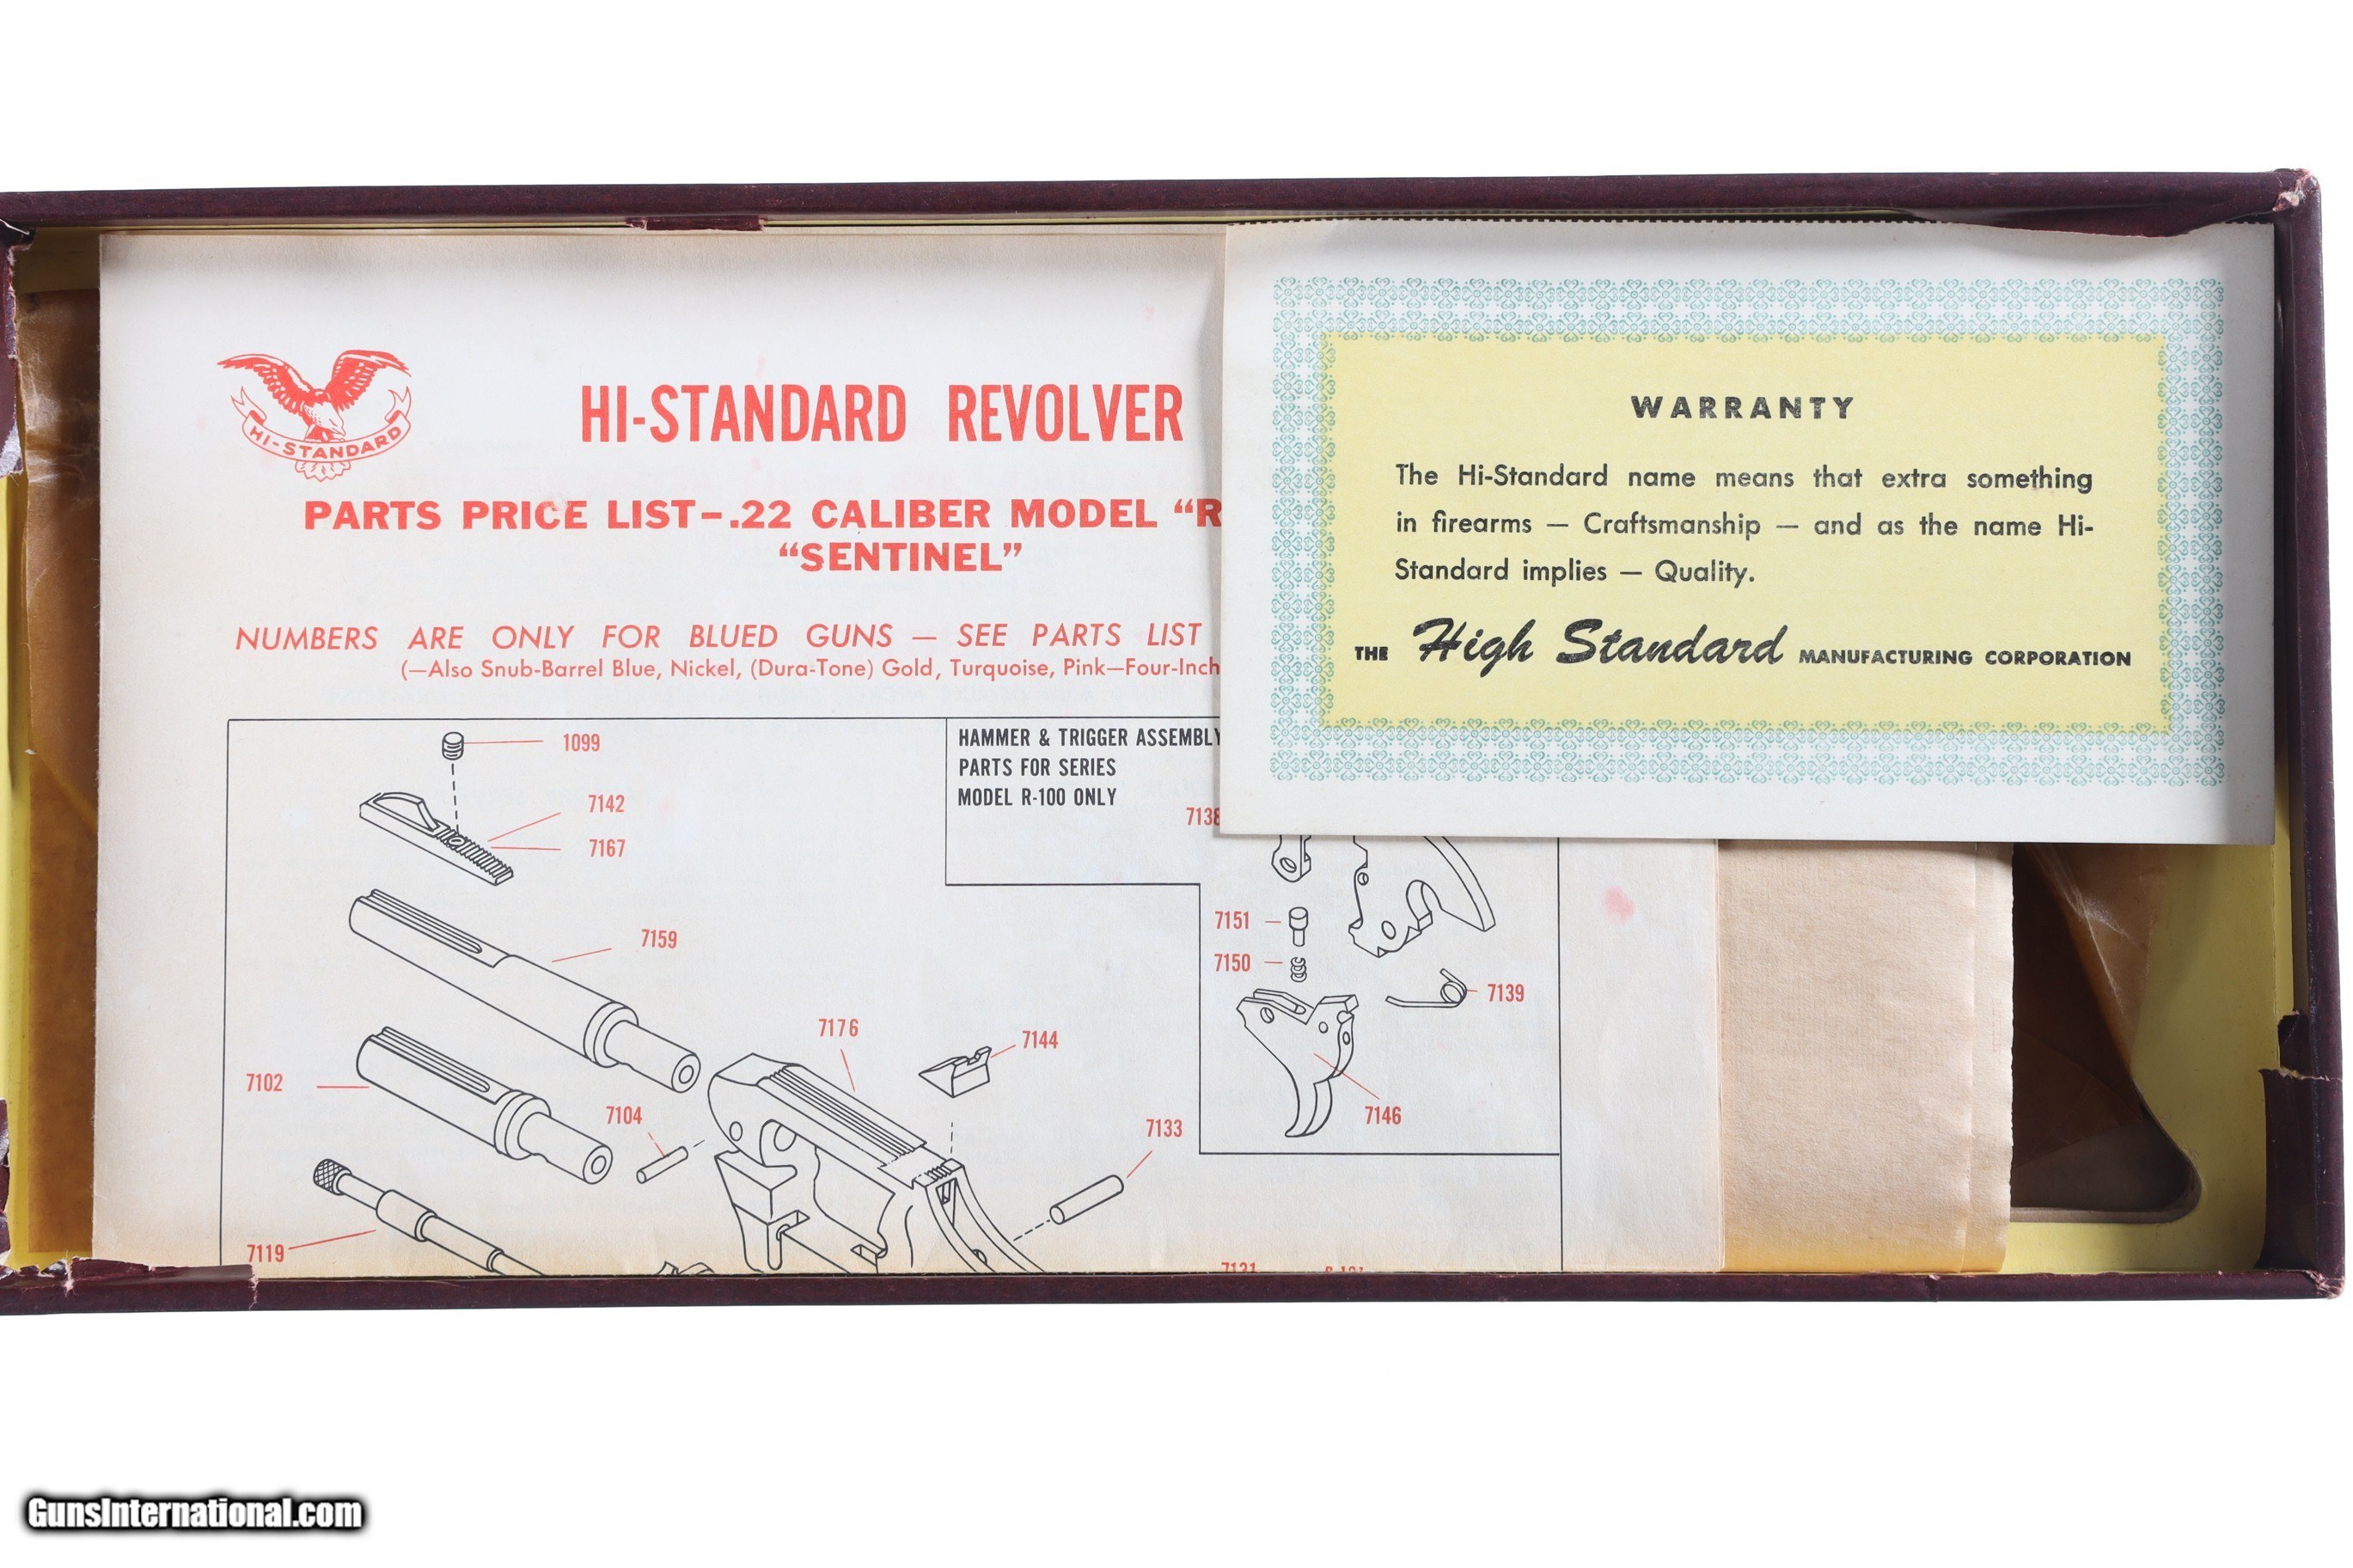 HI-STANDARD
HI-STANDARD REVOLVER
PARTS PRICE LIST-.22 CALIBER MODEL “R
“SENTINEL”
NUMBERS ARE ONLY FOR BLUED GUNS — SEE PARTS LIST
(—Also Snub-Barrel Blue, Nickel, (Dura-Tone) Gold, Turquoise, Pink—Four-Inch
1099
7142
7167
7159
7102
7104
7119
7176
7144
7133
HAMMER & TRIGGER ASSEMBLY
PARTS FOR SERIES
MODEL R-100 ONLY
7138
7151
7150
7139
7146
7131
WARRANTY
The Hi-Standard name means that extra something
in firearms — Craftsmanship — and as the name Hi-
Standard implies — Quality.
THE High Standard MANUFACTURING CORPORATION
GunsInternational.com